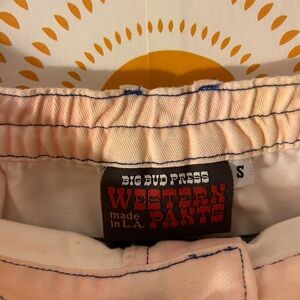 BIG BUD PRESS
WESTERN
made
in L.A.
PANTS
S